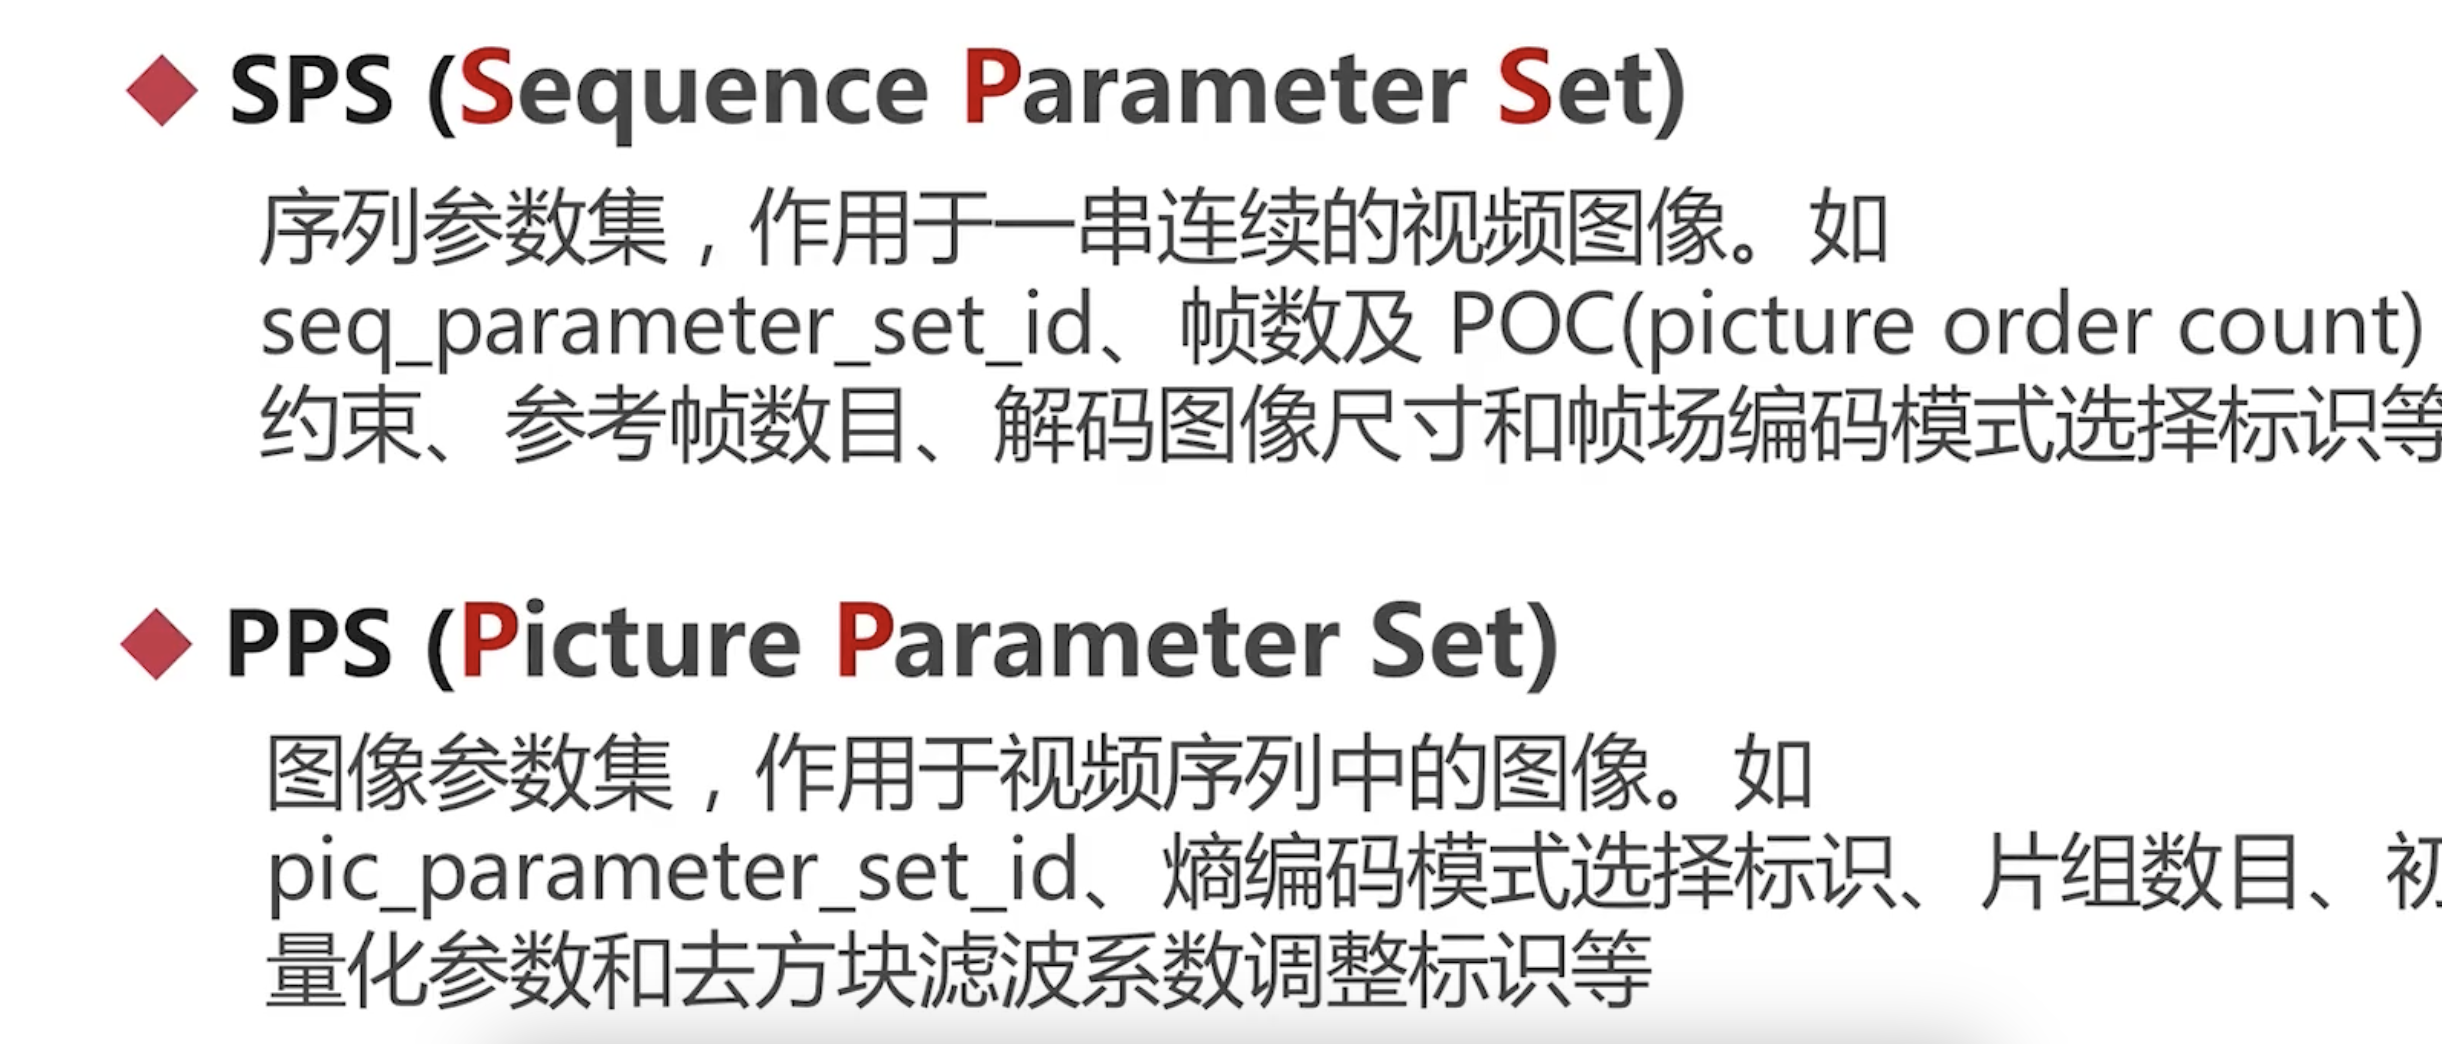 SPS (Sequence Parameter Set)
序列参数集，作用于一串连续的视频图像。如
seq_parameter_set_id、帧数及 POC(picture order count)
约束、参考帧数目、解码图像尺寸和帧场编码模式选择标识等
PPS (Picture Parameter Set)
图像参数集，作用于视频序列中的图像。如
pic_parameter_set_id、熵编码模式选择标识、片组数目、初
量化参数和去方块滤波系数调整标识等